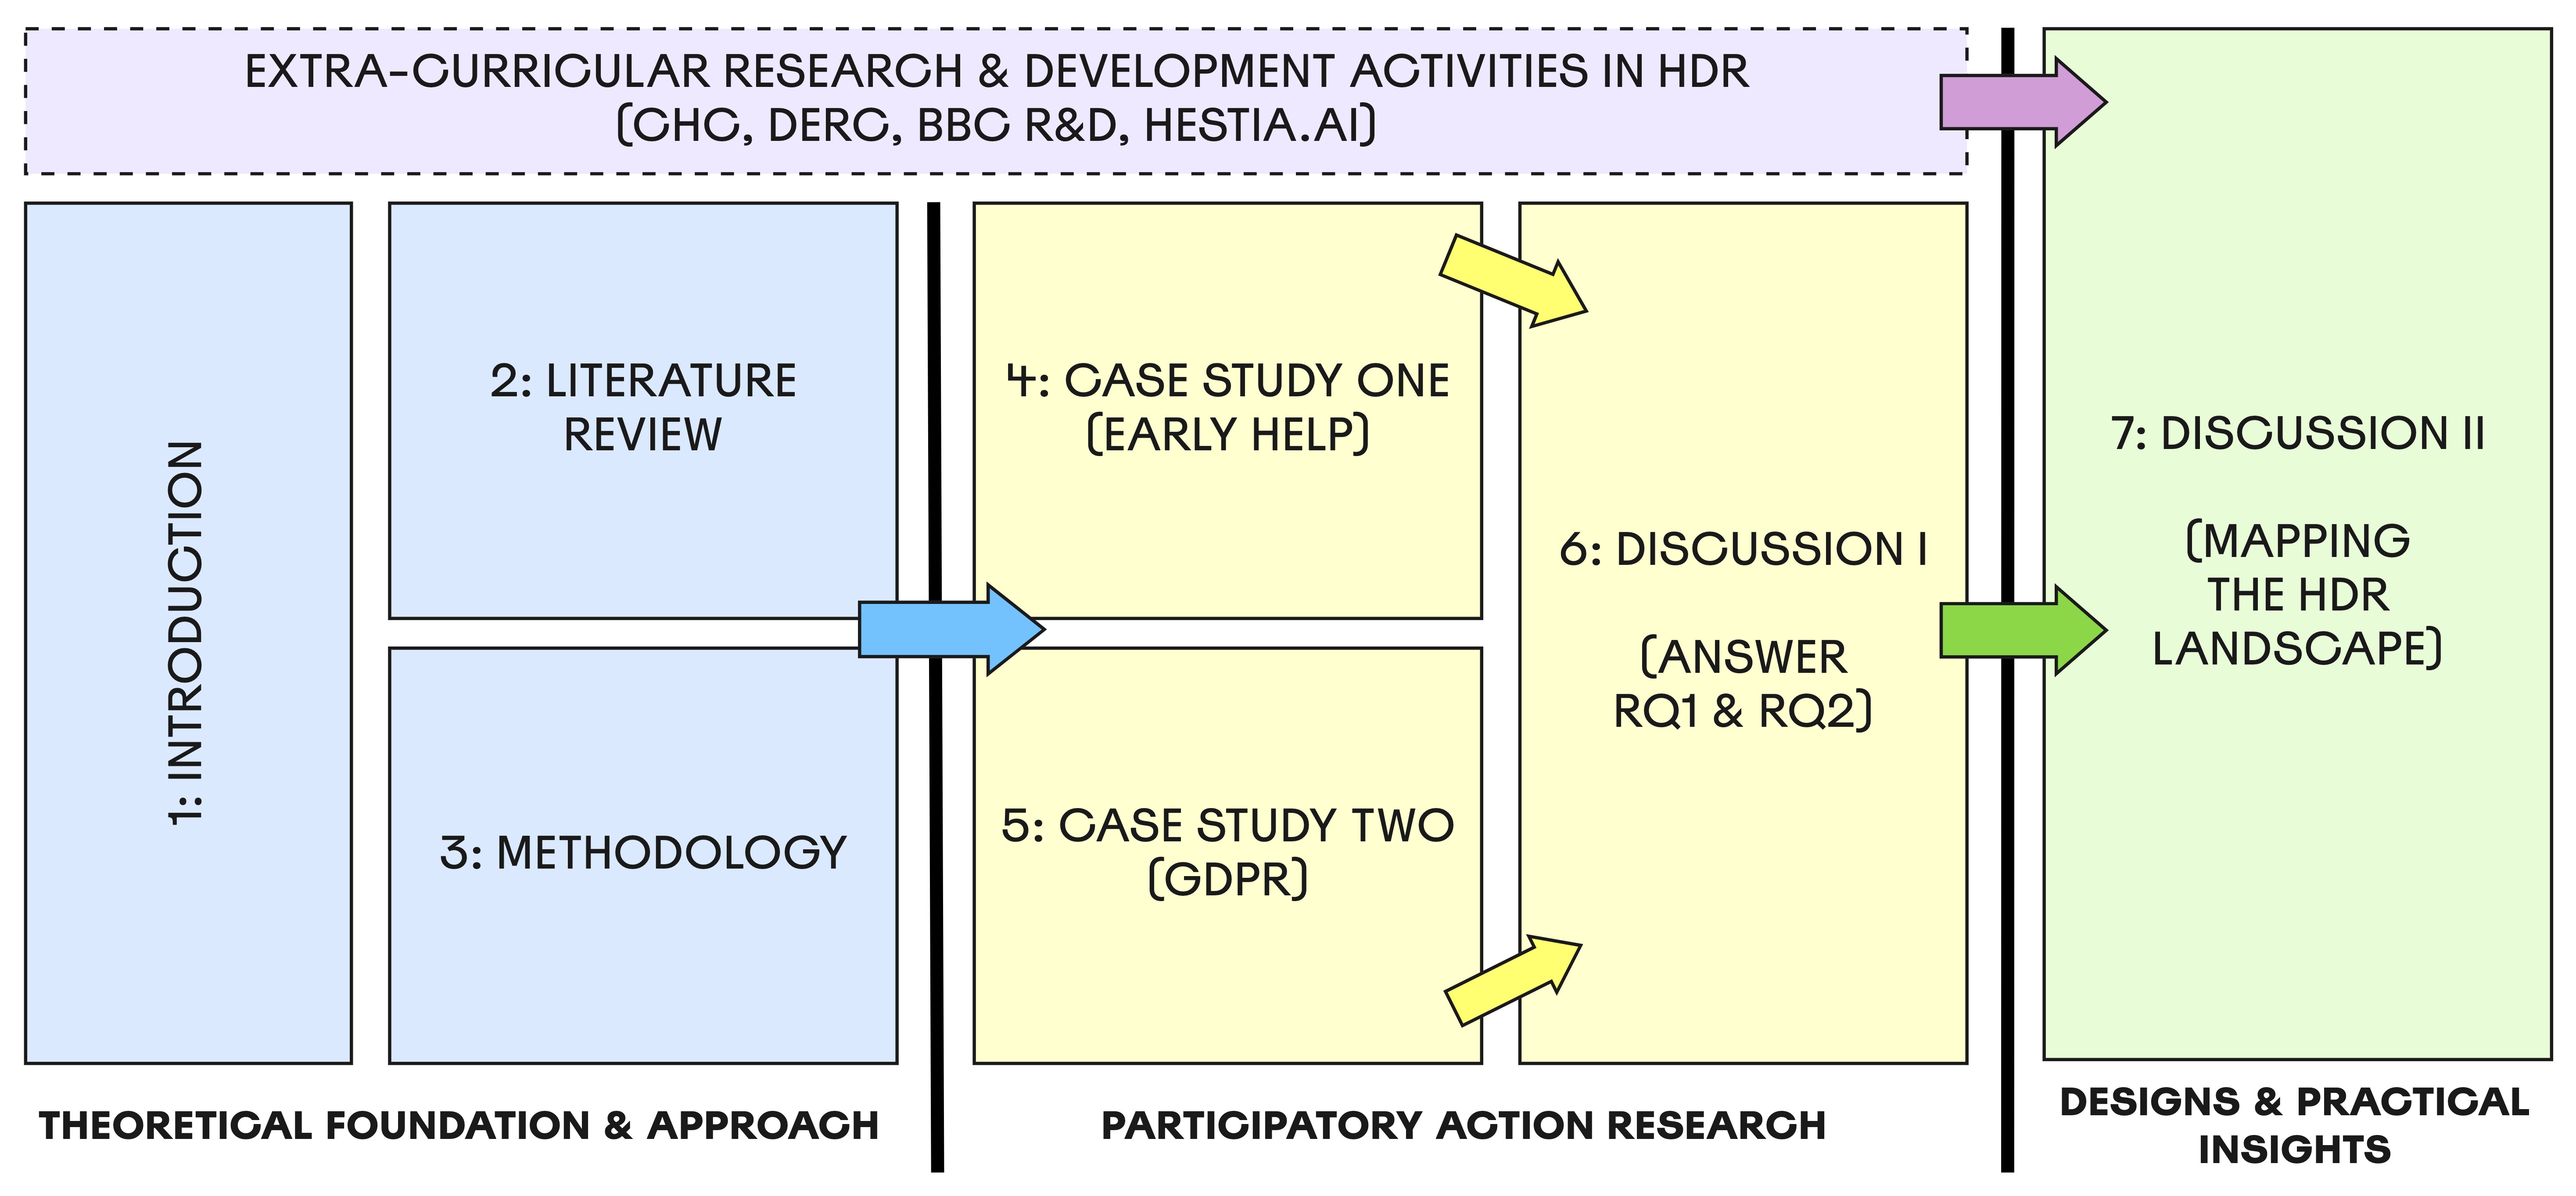 EXTRA-CURRICULAR RESEARCH & DEVELOPMENT ACTIVITIES IN HDR
(CHC, DERC, BBC R&D, HESTIA.AI)
1: INTRODUCTION
2: LITERATURE
REVIEW
3: METHODOLOGY
4: CASE STUDY ONE
(EARLY HELP)
5: CASE STUDY TWO
(GDPR)
6: DISCUSSION I
(ANSWER
RQ1 & RQ2)
7: DISCUSSION II
(MAPPING
THE HDR
LANDSCAPE)
THEORETICAL FOUNDATION & APPROACH
PARTICIPATORY ACTION RESEARCH
DESIGNS & PRACTICAL
INSIGHTS